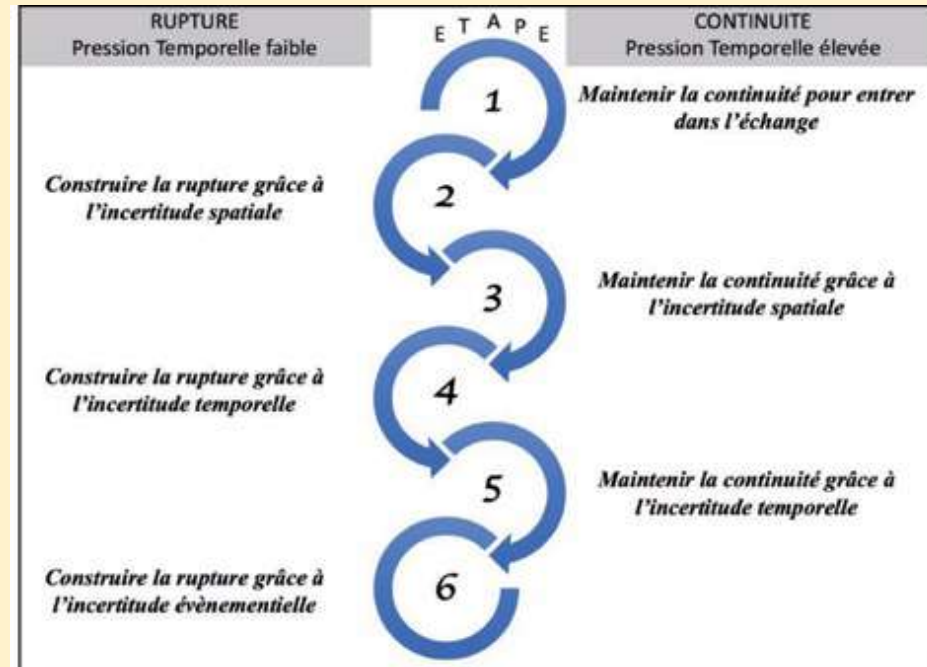 RUPTURE
Pression Temporelle faible
ETAPE
CONTINUITE
Pression Temporelle élevée
1
Maintenir la continuité pour entrer
dans l'échange
Construire la rupture grâce à
l'incertitude spatiale
2
3
Maintenir la continuité grâce à
l'incertitude spatiale
Construire la rupture grâce à
l'incertitude temporelle
4
5
Maintenir la continuité grâce à
l'incertitude temporelle
Construire la rupture grâce à
l'incertitude évènementielle
6